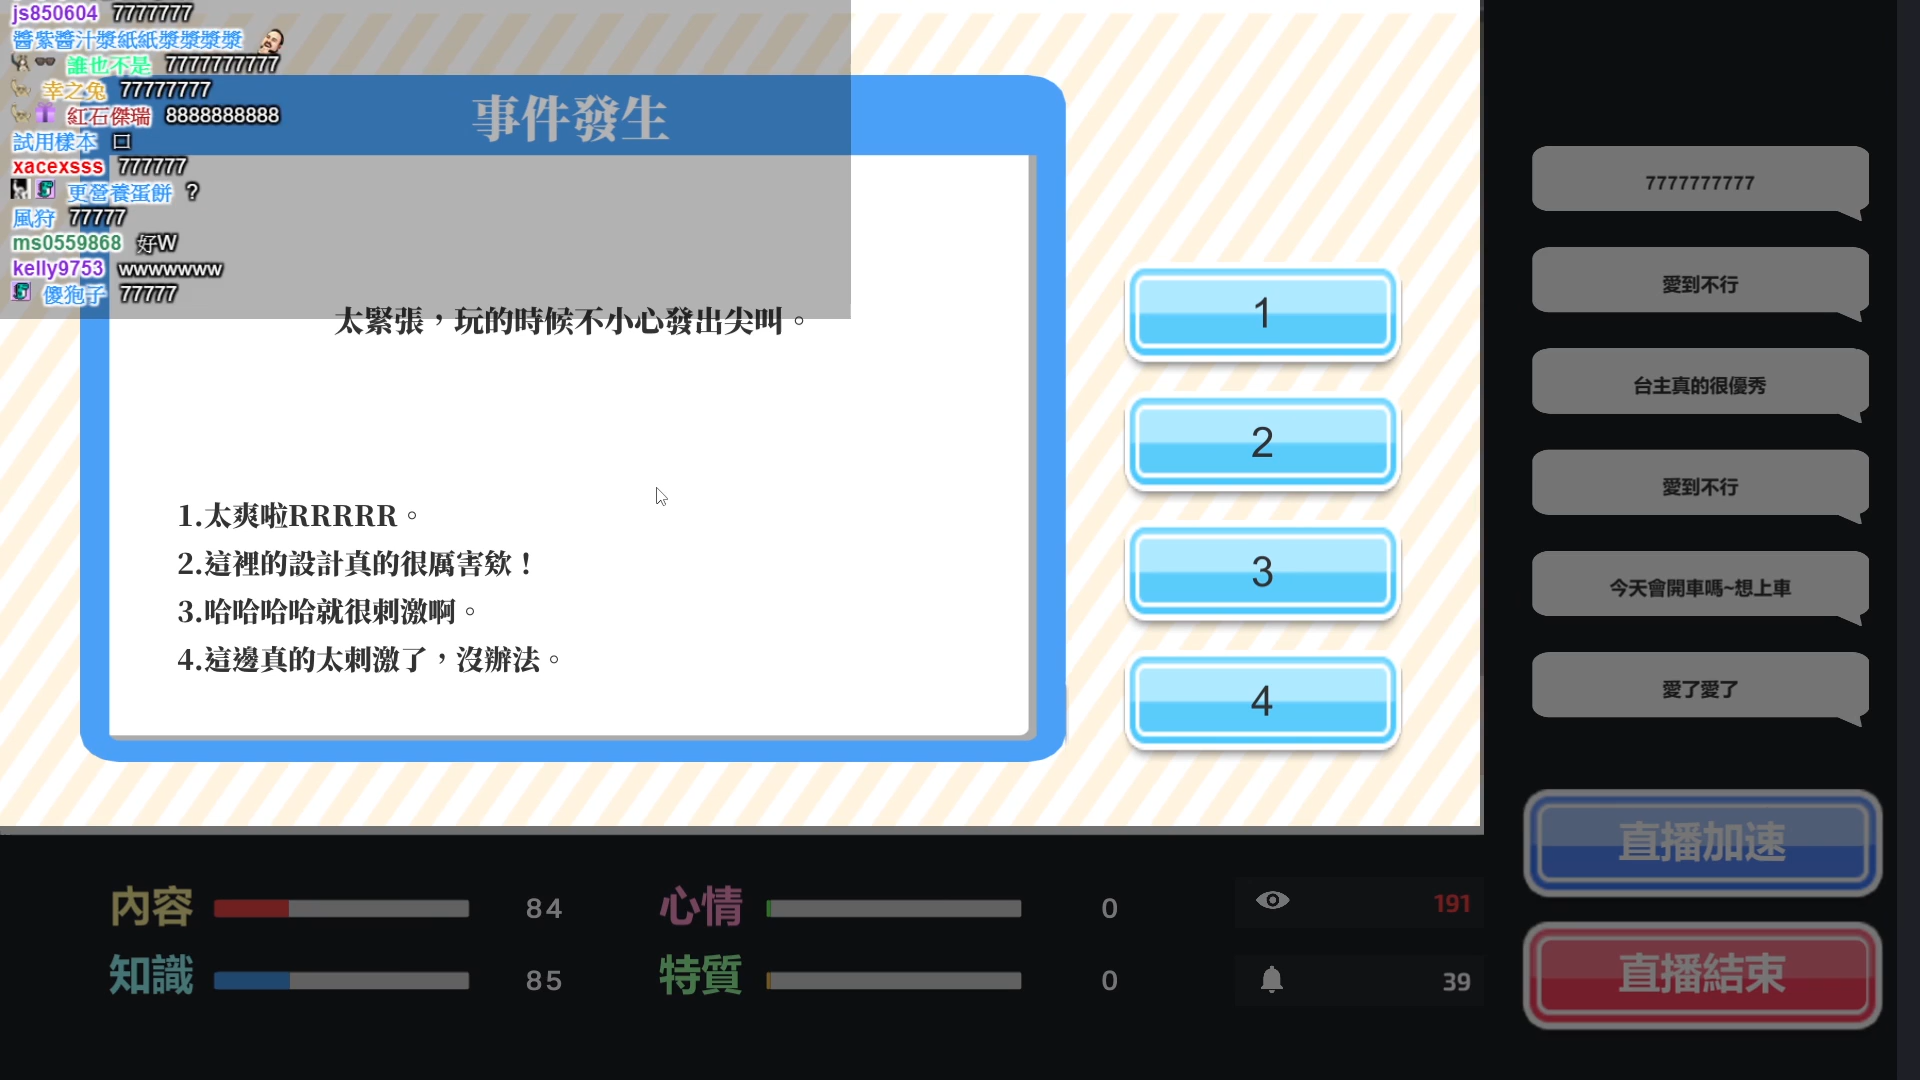 js850604 7777777
醬紫醬汁漿紙紙漿漿漿漿
誰也不是 7777777777
幸之兔 77777777
紅石傑瑞 8888888888
試用樣本 口
xacexsss 777777
更營養蛋餅 ?
風狩 77777
ms0559868 好W
kelly9753 wwwwwww
傻狍子 77777
事件發生
太緊張，玩的時候不小心發出尖叫。
1.太爽啦RRRRR。
2.這裡的設計真的很厲害欸！
3.哈哈哈哈就很刺激啊。
4.這邊真的太刺激了，沒辦法。
1
2
3
4
7777777777
愛到不行
台主真的很優秀
愛到不行
今天會開車嗎~想上車
愛了愛了
直播加速
直播結束
內容 84
心情 0
191
知識 85
特質 0
39